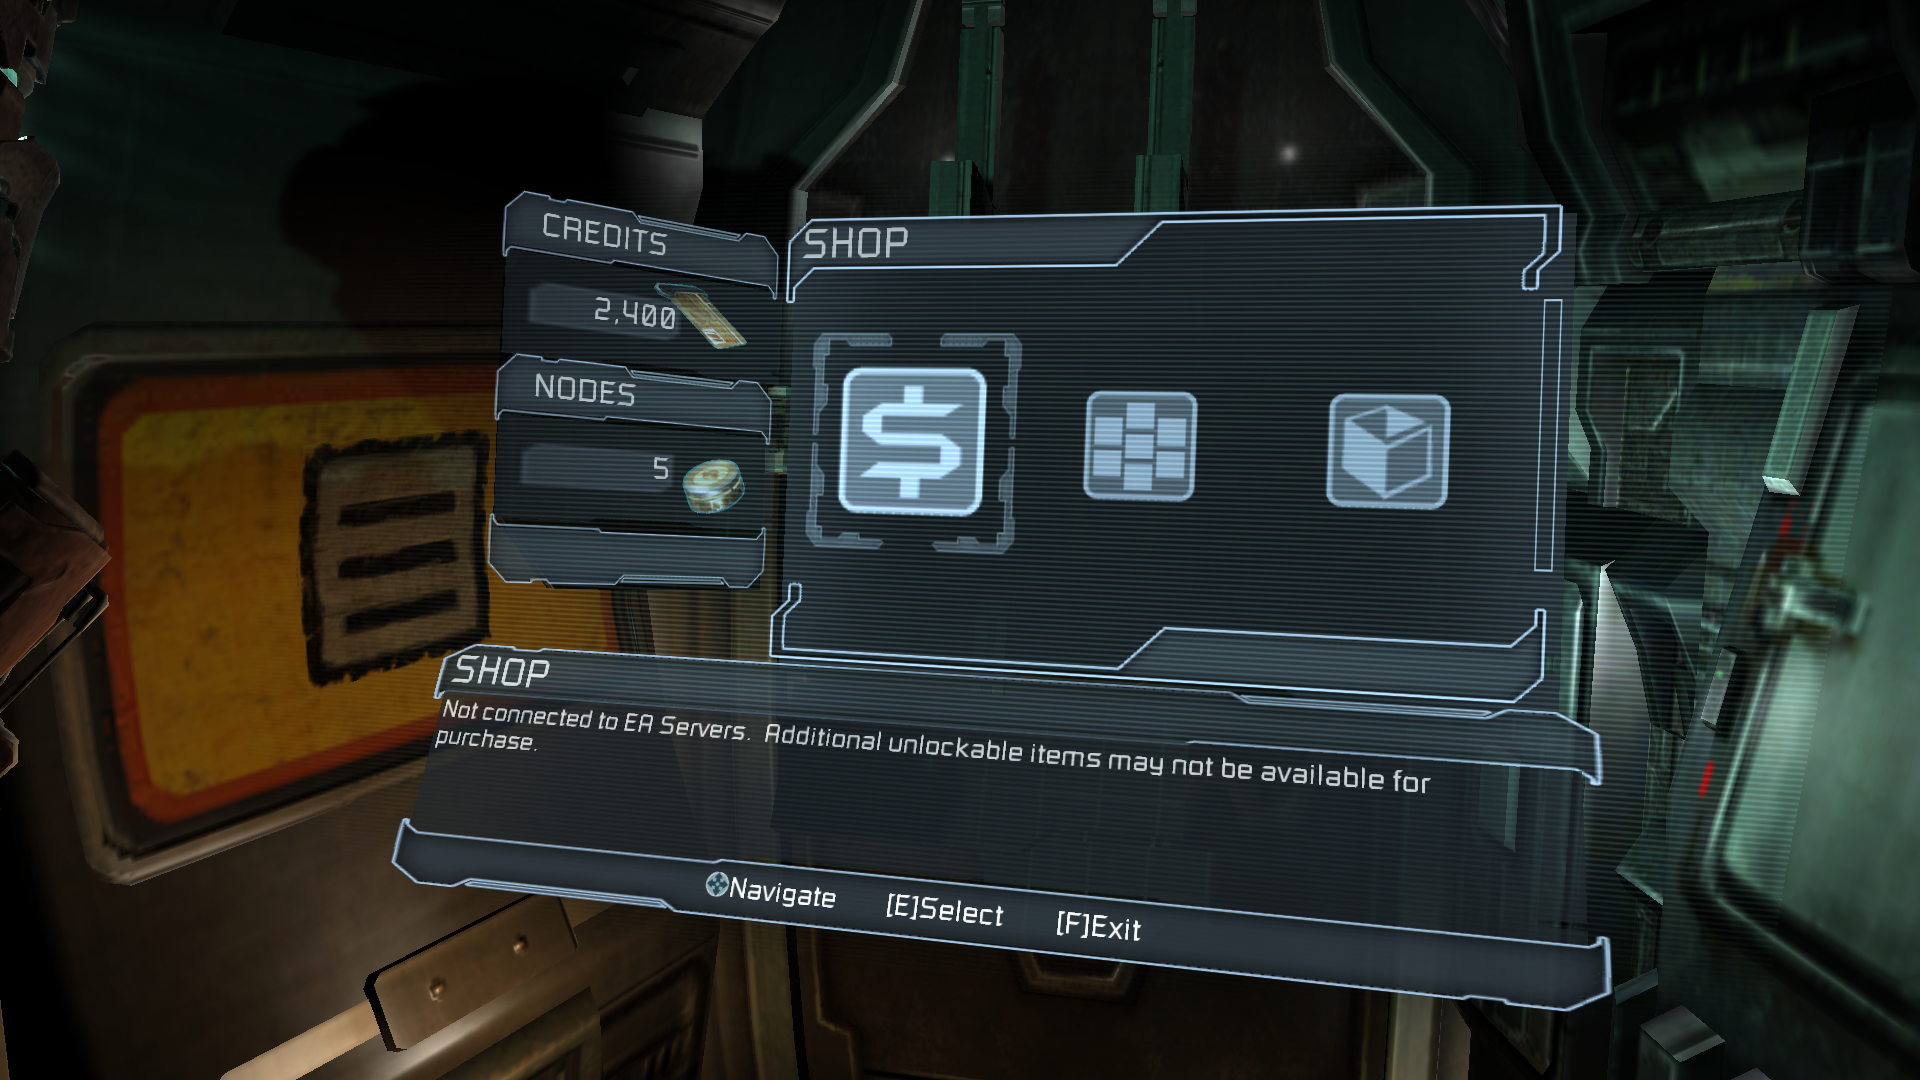 CREDITS
2,400
NODES
5
SHOP
SHOP
Not connected to EA Servers. Additional unlockable items may not be available for
purchase.
Navigate [E]Select [F]Exit